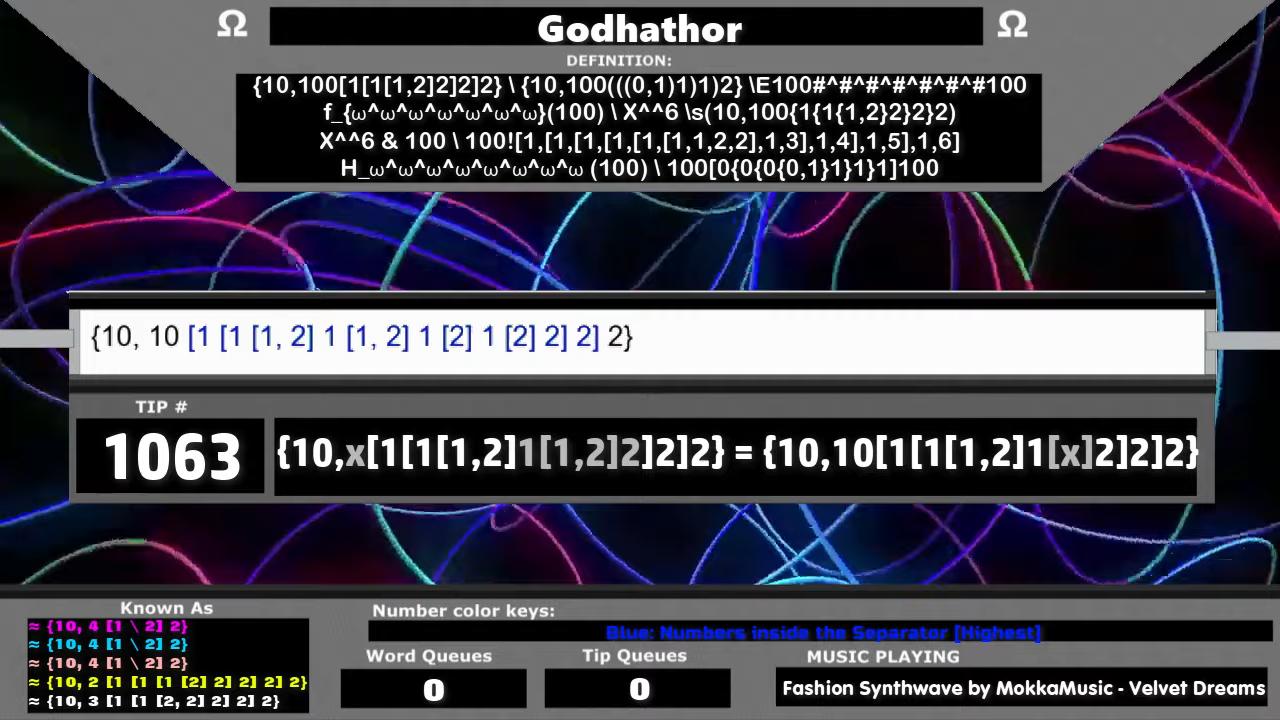 Ω Godhathor Ω
DEFINITION:
{10,100[1[1[1,2]2]2]2} \ {10,100(((0,1)1)1)2} \E100#^#^#^#^#^#^#100
f_{ω^ω^ω^ω^ω^ω^ω^ω}(100) \ X^^6 \s(10,100{1{1{1,2}2}2}2)
X^^6 & 100 \ 100![1,[1,[1,[1,[1,[1,1,2,2],1,3],1,4],1,5],1,6]
H_ω^ω^ω^ω^ω^ω^ω^ω (100) \ 100[0{0{0{0,1}1}1}1]100
{10, 10 [1 [1 [1, 2] 1 [1, 2] 1 [2] 1 [2] 2] 2] 2}
TIP #
1063
{10,x[1[1[1,2]1[1,2]2]2]2} = {10,10[1[1[1,2]1[x]2]2]2}
Known As
≈ {10, 4 [1 \ 2] 2}
≈ {10, 4 [1 \ 2] 2}
≈ {10, 4 [1 \ 2] 2}
≈ {10, 2 [1 [1 [1 [2] 2] 2] 2] 2}
≈ {10, 3 [1 [1 [2, 2] 2] 2] 2}
Number color keys:
Blue: Numbers inside the Separator [Highest]
Word Queues
0
Tip Queues
0
MUSIC PLAYING
Fashion Synthwave by MokkaMusic - Velvet Dreams